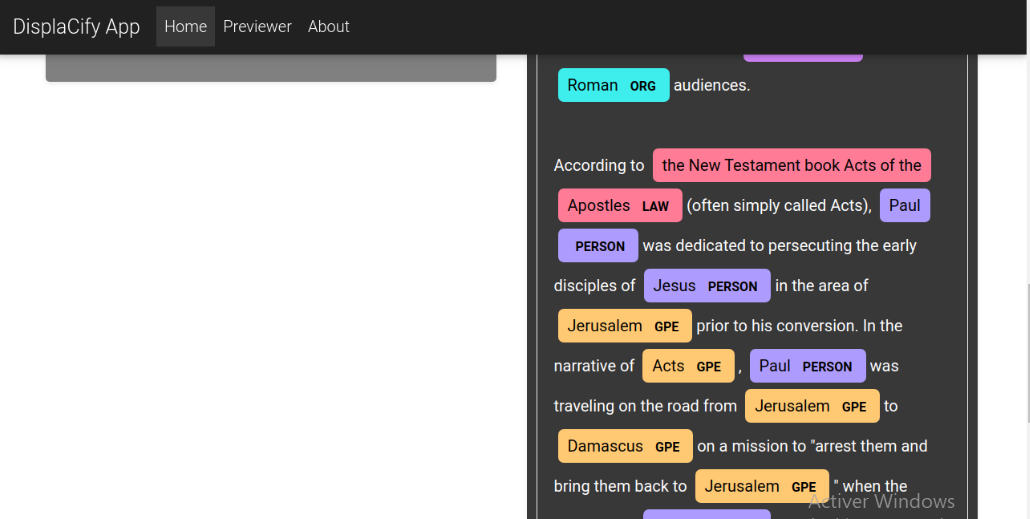 DisplaCify App Home Previewer About
Roman ORG audiences.
According to the New Testament book Acts of the
Apostles LAW (often simply called Acts), Paul
PERSON was dedicated to persecuting the early
disciples of Jesus PERSON in the area of
Jerusalem GPE prior to his conversion. In the
narrative of Acts GPE , Paul PERSON was
traveling on the road from Jerusalem GPE to
Damascus GPE on a mission to "arrest them and
bring them back to Jerusalem GPE " when the
Activer Windows